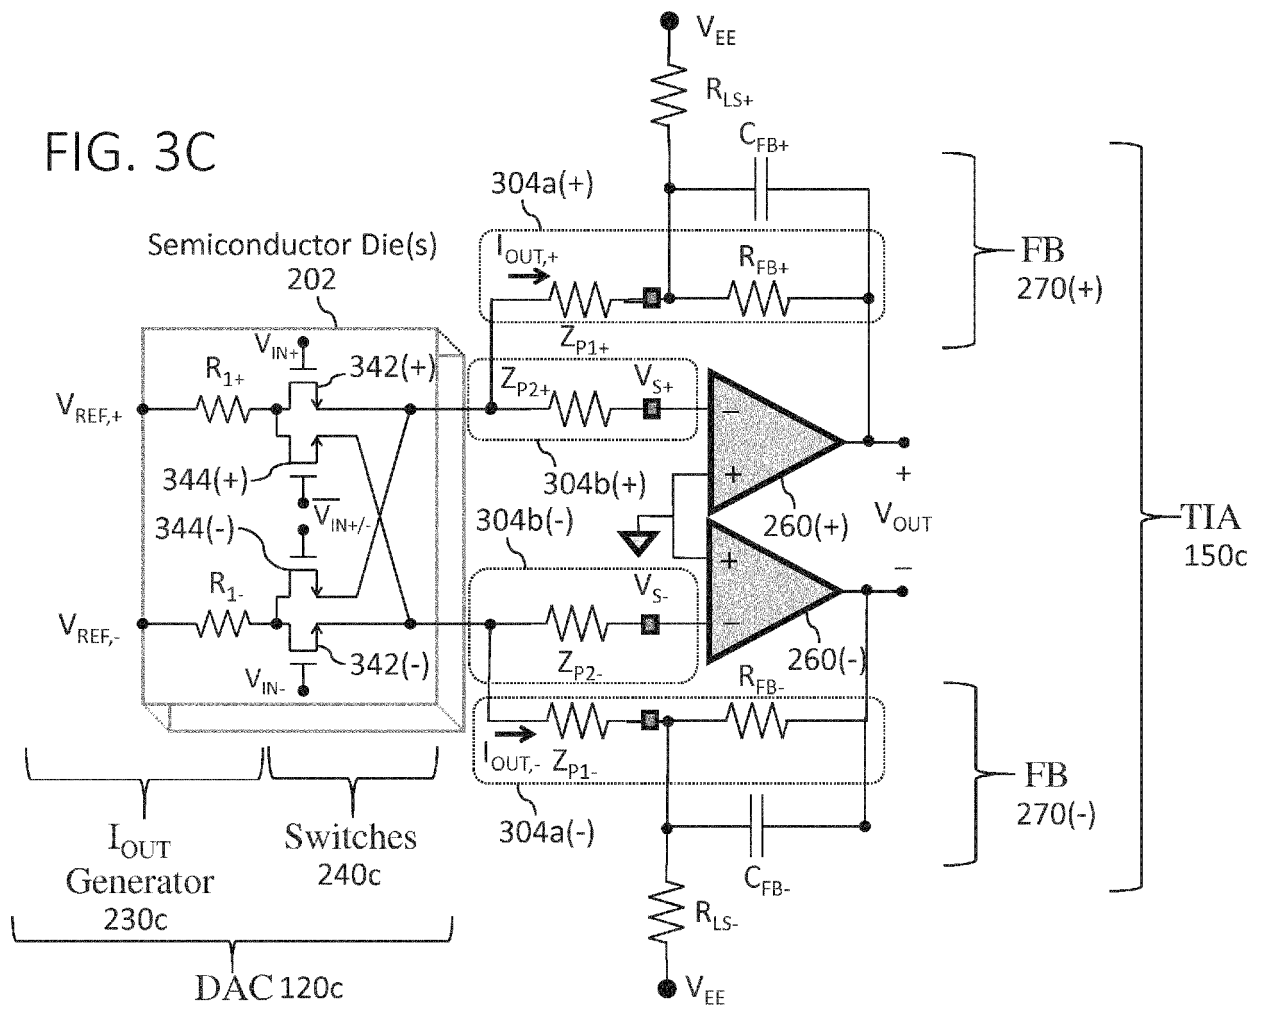 FIG. 3C
V_EE
R_LS+
C_FB+
304a(+)
I_OUT,+
R_FB+
FB
270(+)
Semiconductor Die(s)
202
Z_P1+
V_IN+
342(+)
R_1+
V_REF,+
Z_P2+
V_S+
−
+
344(+)
304b(+)
260(+)
+
V_OUT
−
V̅_IN+/-
344(-)
304b(-)
TIA
150c
+
−
R_1-
V_REF,-
V_S-
Z_P2-
342(-)
V_IN-
260(-)
R_FB-
I_OUT,-
Z_P1-
304a(-)
FB
270(-)
C_FB-
R_LS-
V_EE
I_OUT
Generator
230c
Switches
240c
DAC 120c